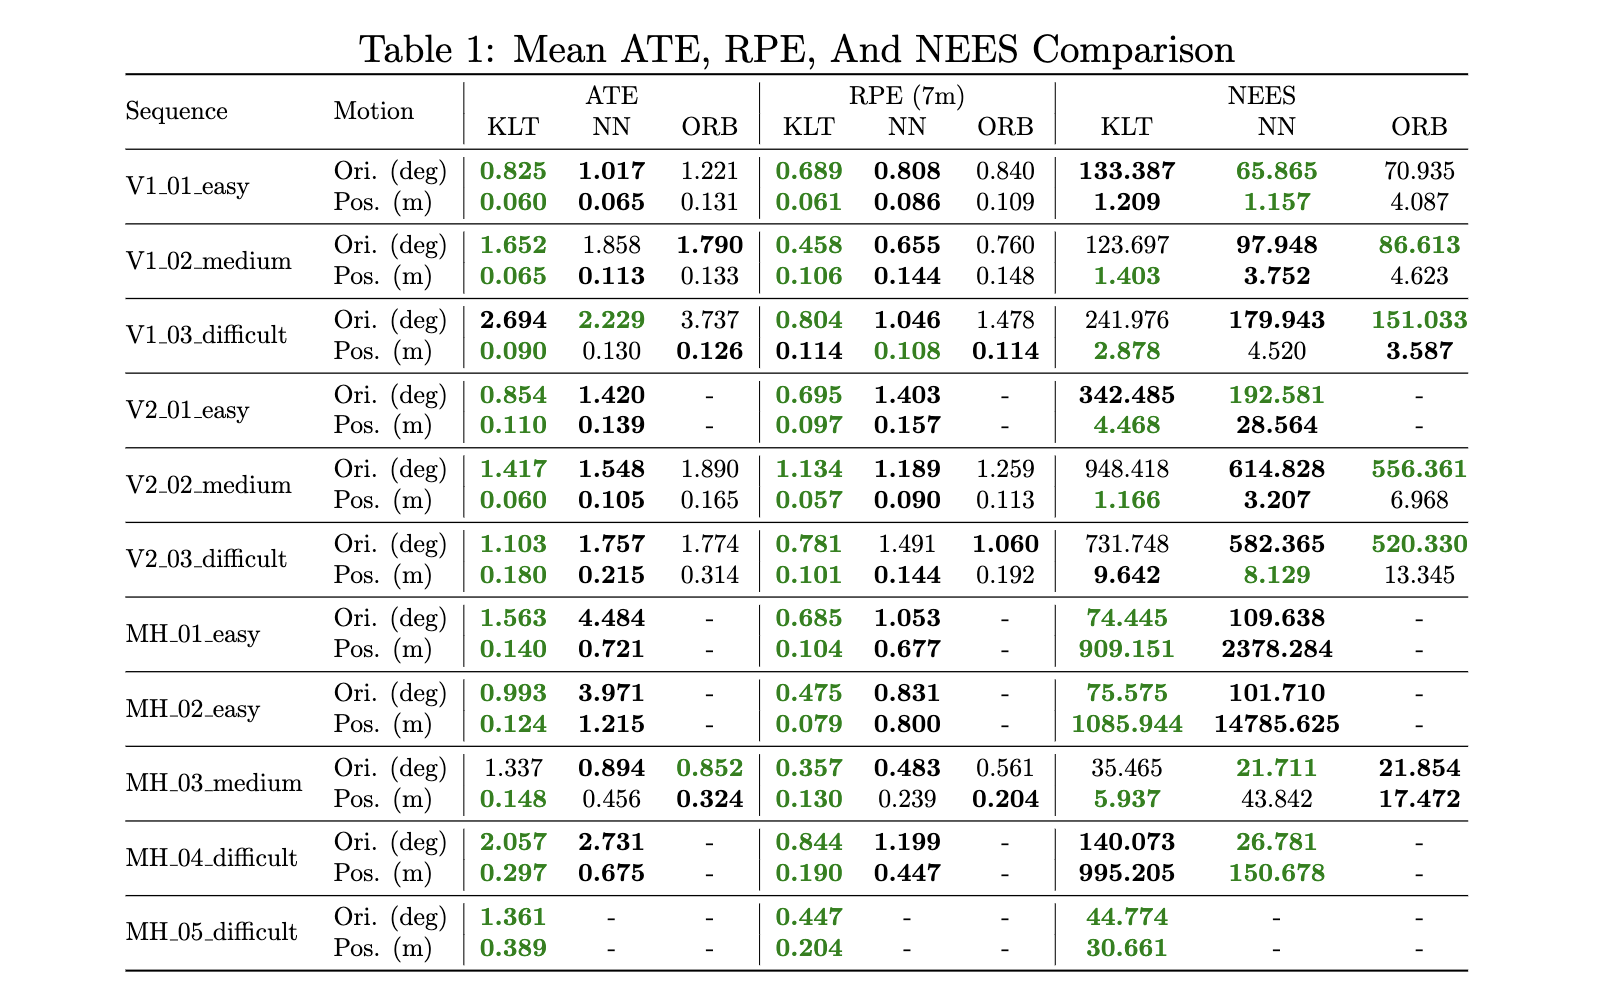 Table 1: Mean ATE, RPE, And NEES Comparison
Sequence Motion ATE RPE (7m) NEES
KLT NN ORB KLT NN ORB KLT NN ORB
V1_01_easy Ori. (deg) 0.825 1.017 1.221 0.689 0.808 0.840 133.387 65.865 70.935
Pos. (m) 0.060 0.065 0.131 0.061 0.086 0.109 1.209 1.157 4.087
V1_02_medium Ori. (deg) 1.652 1.858 1.790 0.458 0.655 0.760 123.697 97.948 86.613
Pos. (m) 0.065 0.113 0.133 0.106 0.144 0.148 1.403 3.752 4.623
V1_03_difficult Ori. (deg) 2.694 2.229 3.737 0.804 1.046 1.478 241.976 179.943 151.033
Pos. (m) 0.090 0.130 0.126 0.114 0.108 0.114 2.878 4.520 3.587
V2_01_easy Ori. (deg) 0.854 1.420 - 0.695 1.403 - 342.485 192.581 -
Pos. (m) 0.110 0.139 - 0.097 0.157 - 4.468 28.564 -
V2_02_medium Ori. (deg) 1.417 1.548 1.890 1.134 1.189 1.259 948.418 614.828 556.361
Pos. (m) 0.060 0.105 0.165 0.057 0.090 0.113 1.166 3.207 6.968
V2_03_difficult Ori. (deg) 1.103 1.757 1.774 0.781 1.491 1.060 731.748 582.365 520.330
Pos. (m) 0.180 0.215 0.314 0.101 0.144 0.192 9.642 8.129 13.345
MH_01_easy Ori. (deg) 1.563 4.484 - 0.685 1.053 - 74.445 109.638 -
Pos. (m) 0.140 0.721 - 0.104 0.677 - 909.151 2378.284 -
MH_02_easy Ori. (deg) 0.993 3.971 - 0.475 0.831 - 75.575 101.710 -
Pos. (m) 0.124 1.215 - 0.079 0.800 - 1085.944 14785.625 -
MH_03_medium Ori. (deg) 1.337 0.894 0.852 0.357 0.483 0.561 35.465 21.711 21.854
Pos. (m) 0.148 0.456 0.324 0.130 0.239 0.204 5.937 43.842 17.472
MH_04_difficult Ori. (deg) 2.057 2.731 - 0.844 1.199 - 140.073 26.781 -
Pos. (m) 0.297 0.675 - 0.190 0.447 - 995.205 150.678 -
MH_05_difficult Ori. (deg) 1.361 - - 0.447 - - 44.774 - -
Pos. (m) 0.389 - - 0.204 - - 30.661 - -